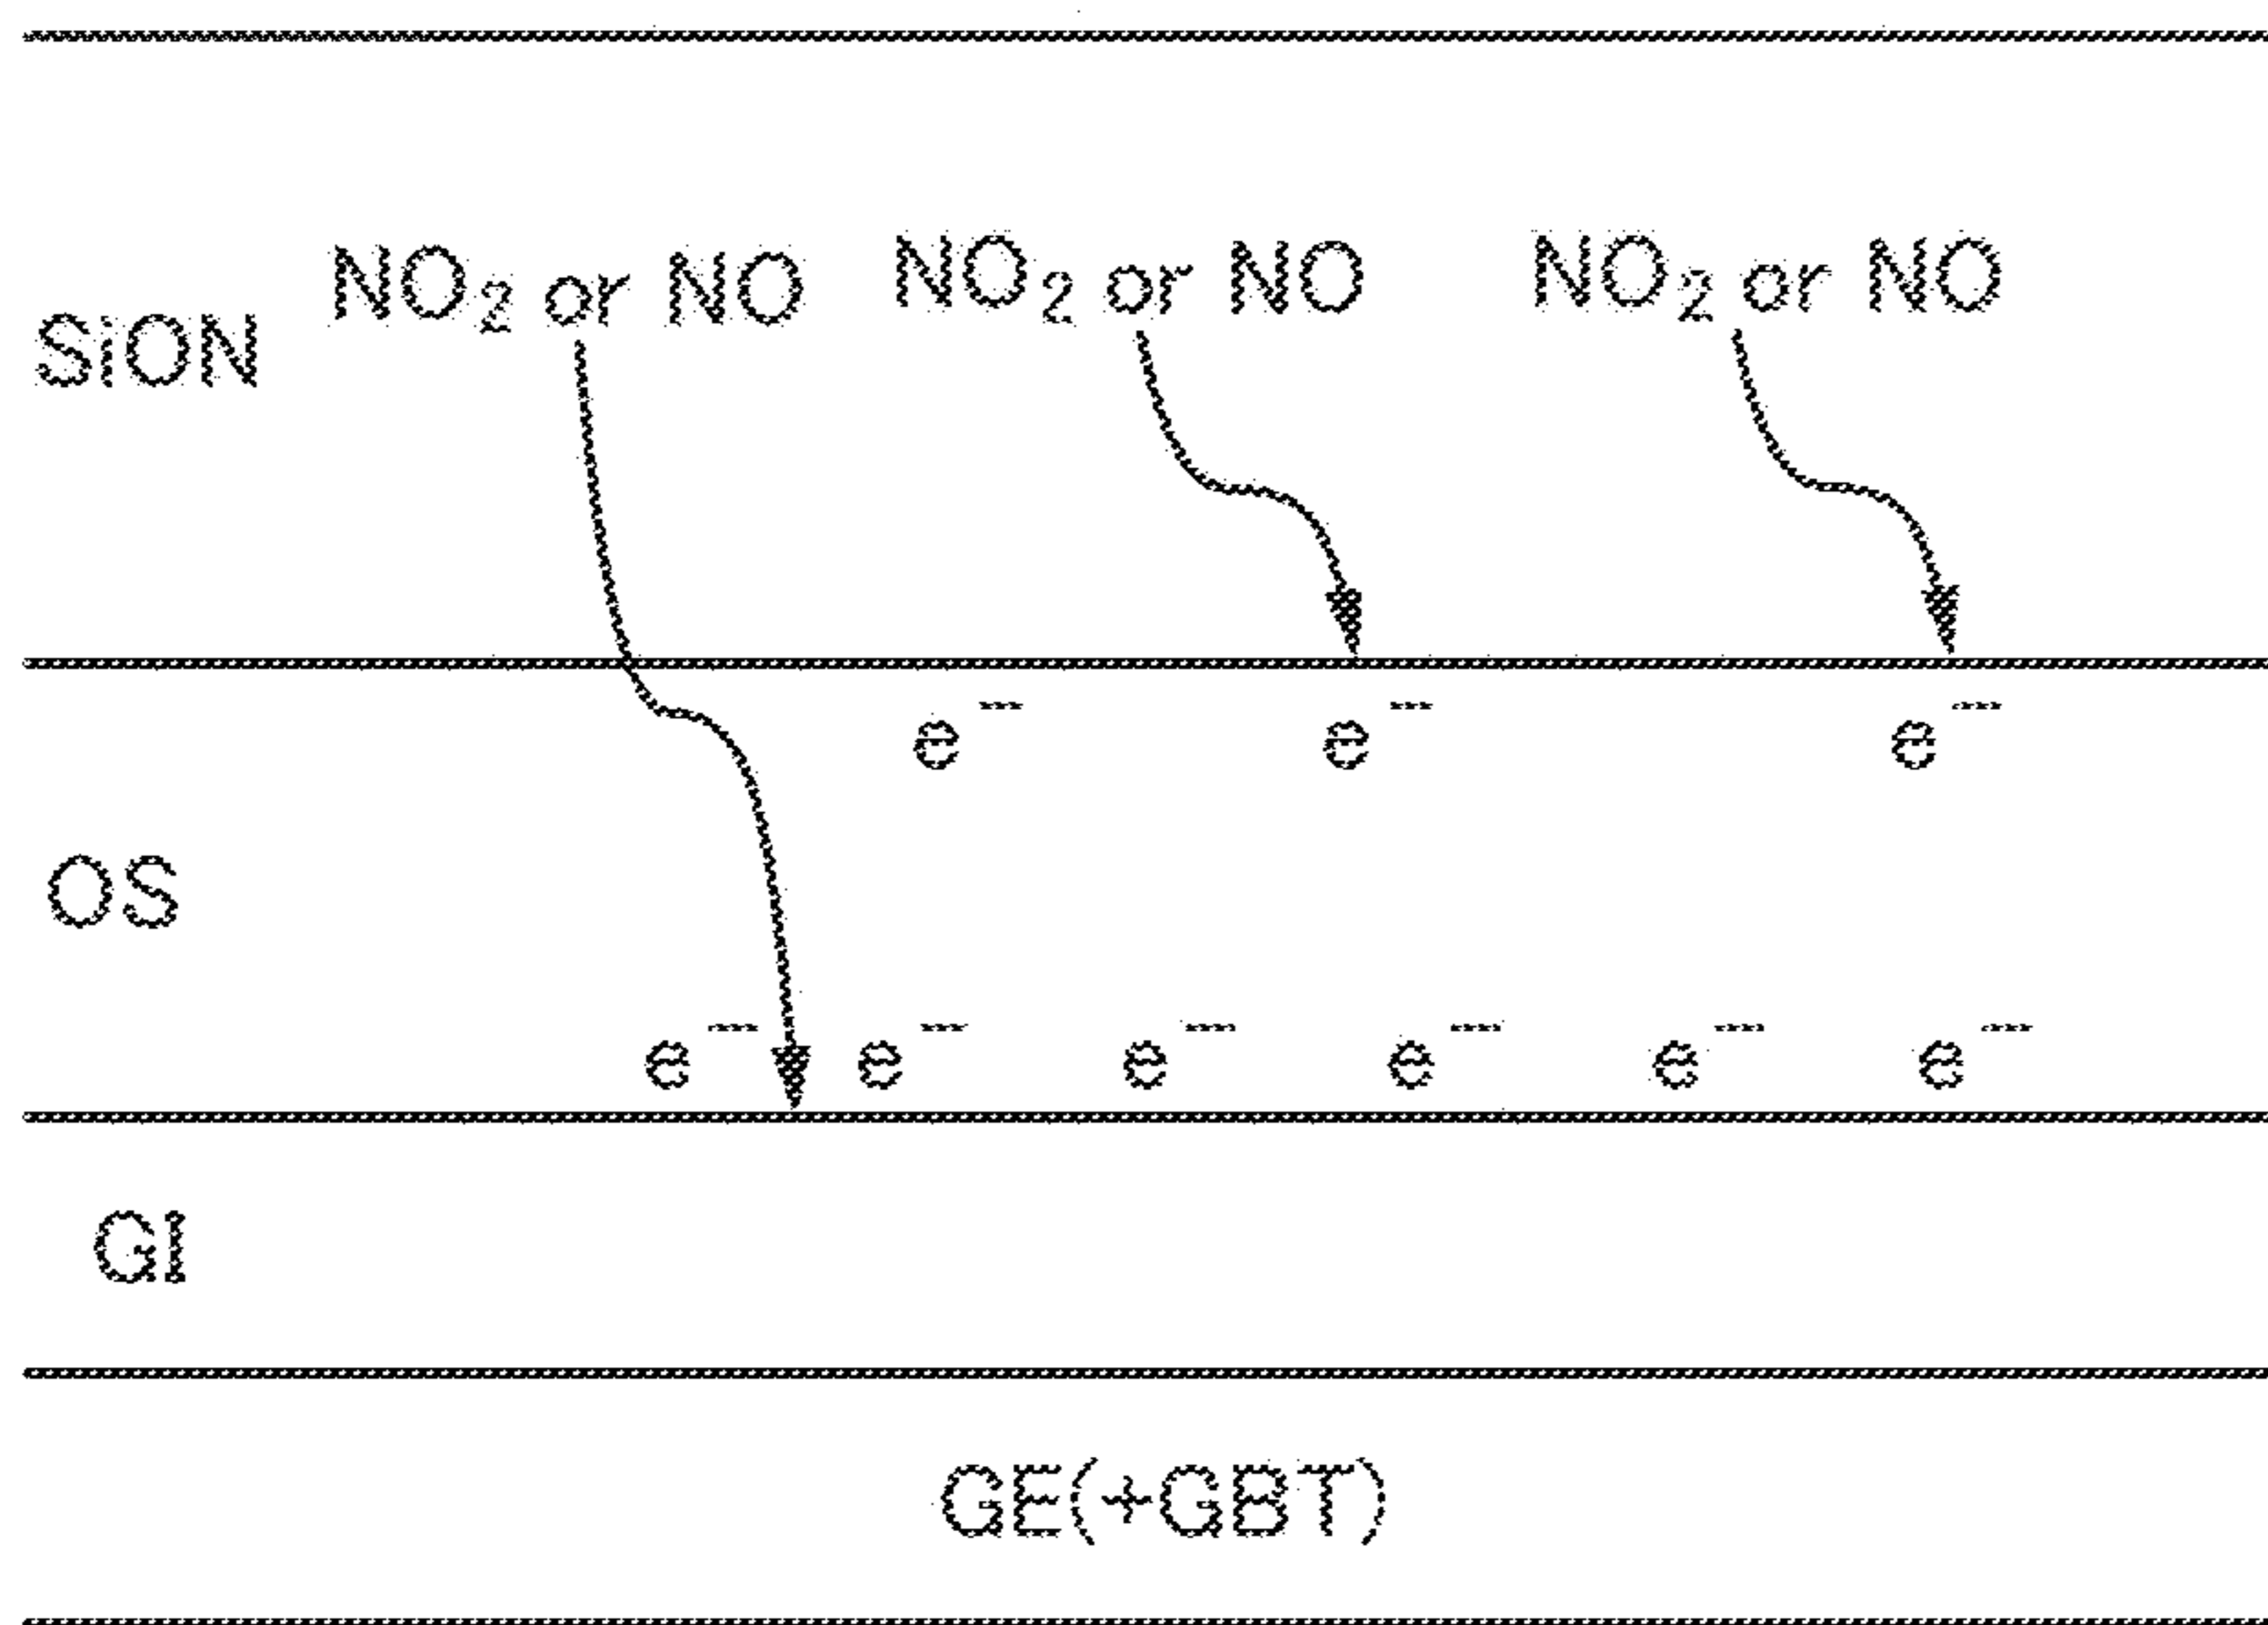 NO₂ or NO NO₂ or NO NO₂ or NO
SiON
e⁻ e⁻ e⁻
OS
e⁻ e⁻ e⁻ e⁻ e⁻ e⁻
GI
GE(+GBT)